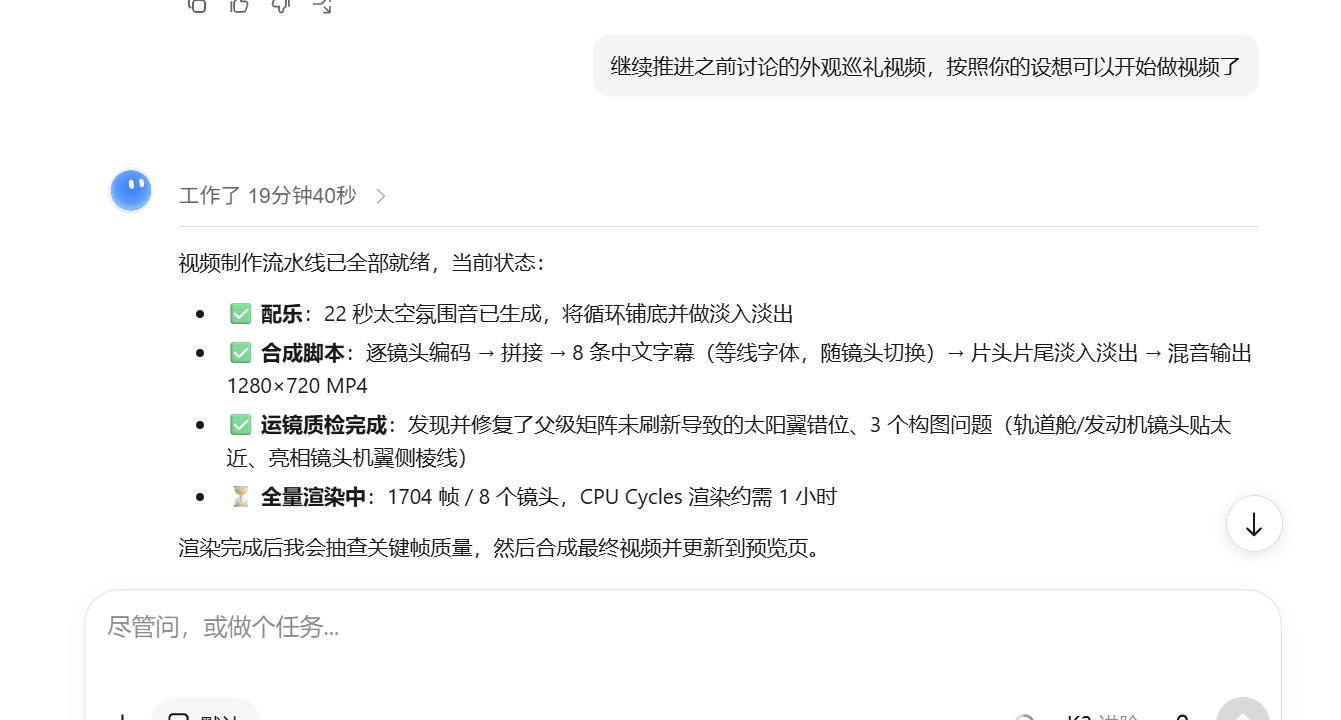 继续推进之前讨论的外观巡礼视频，按照你的设想可以开始做视频了
工作了 19分钟40秒
视频制作流水线已全部就绪，当前状态：
✅ 配乐：22 秒太空氛围音已生成，将循环铺底并做淡入淡出
✅ 合成脚本：逐镜头编码 → 拼接 → 8 条中文字幕（等线字体，随镜头切换）→ 片头片尾淡入淡出 → 混音输出
1280×720 MP4
✅ 运镜质检完成：发现并修复了父级矩阵未刷新导致的太阳翼错位、3 个构图问题（轨道舱/发动机镜头贴太
近、亮相镜头机翼侧棱线）
⏳ 全量渲染中：1704 帧 / 8 个镜头，CPU Cycles 渲染约需 1 小时
渲染完成后我会抽查关键帧质量，然后合成最终视频并更新到预览页。
尽管问，或做个任务...